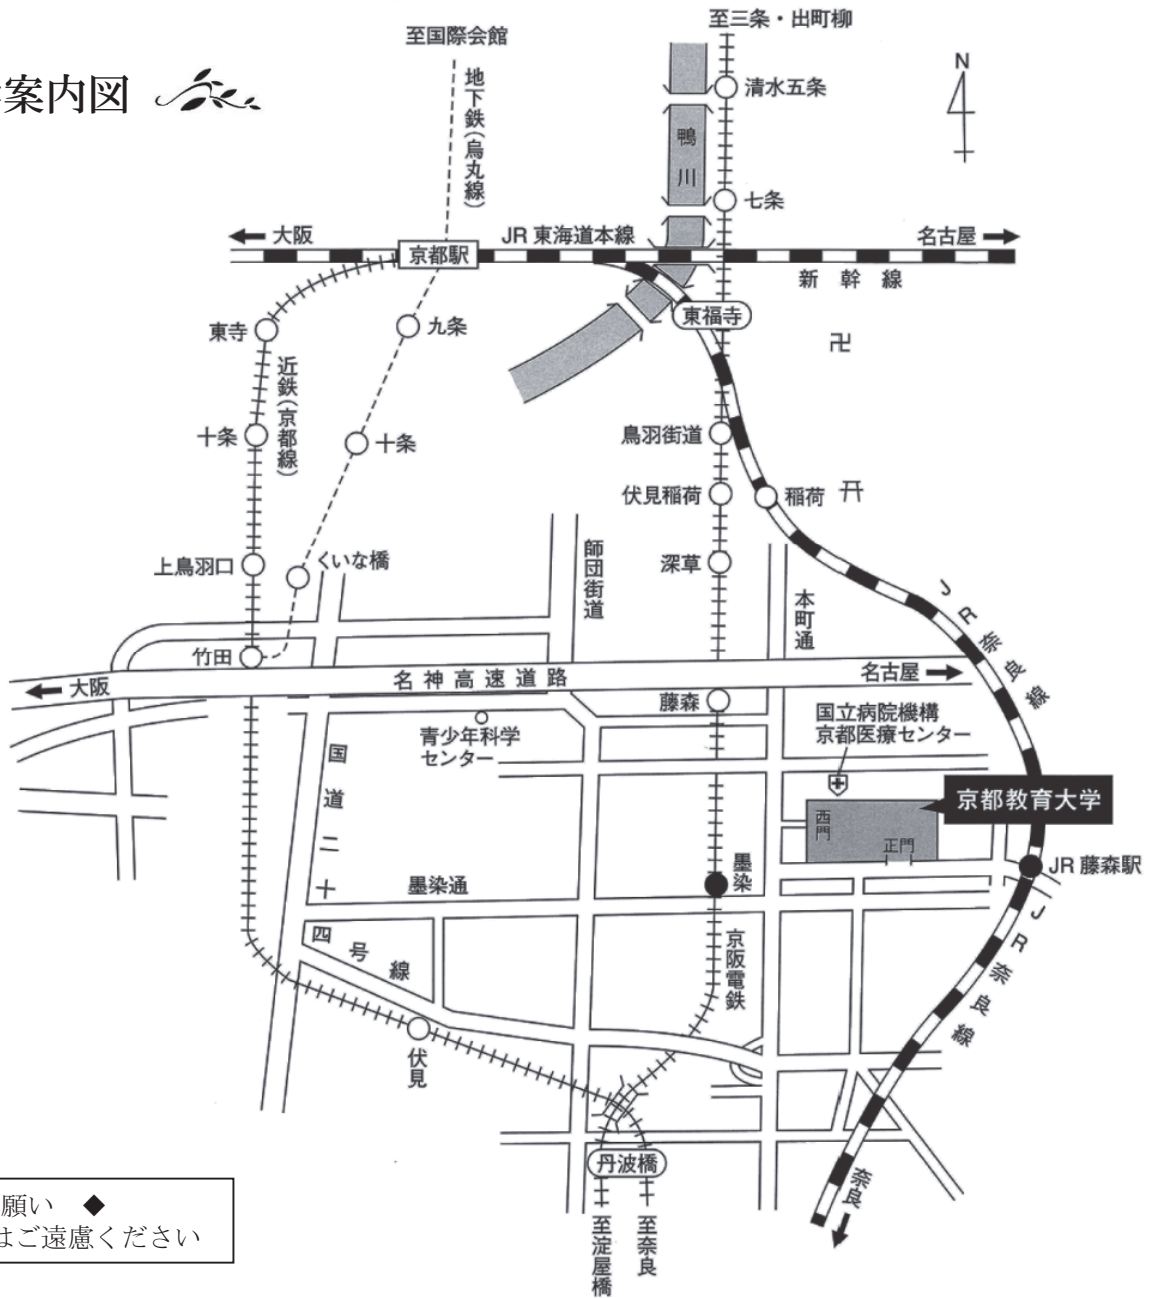 至三条・出町柳
至国際会館
案内図
地下鉄(烏丸線)
清水五条
N
鴨川
七条
大阪
JR 東海道本線
名古屋
京都駅
新幹線
東寺
九条
東福寺
近鉄(京都線)
十条
十条
鳥羽街道
伏見稲荷
稲荷
上鳥羽口
くいな橋
師団街道
深草
本町通
JR奈良線
竹田
大阪
名神高速道路
名古屋
藤森
青少年科学
センター
国立病院機構
京都医療センター
国道二十四号線
京都教育大学
西門
正門
墨染
JR 藤森駅
墨染通
京阪電鉄
JR奈良線
伏見
丹波橋
奈良
至淀屋橋
至奈良
願い ◆
はご遠慮ください